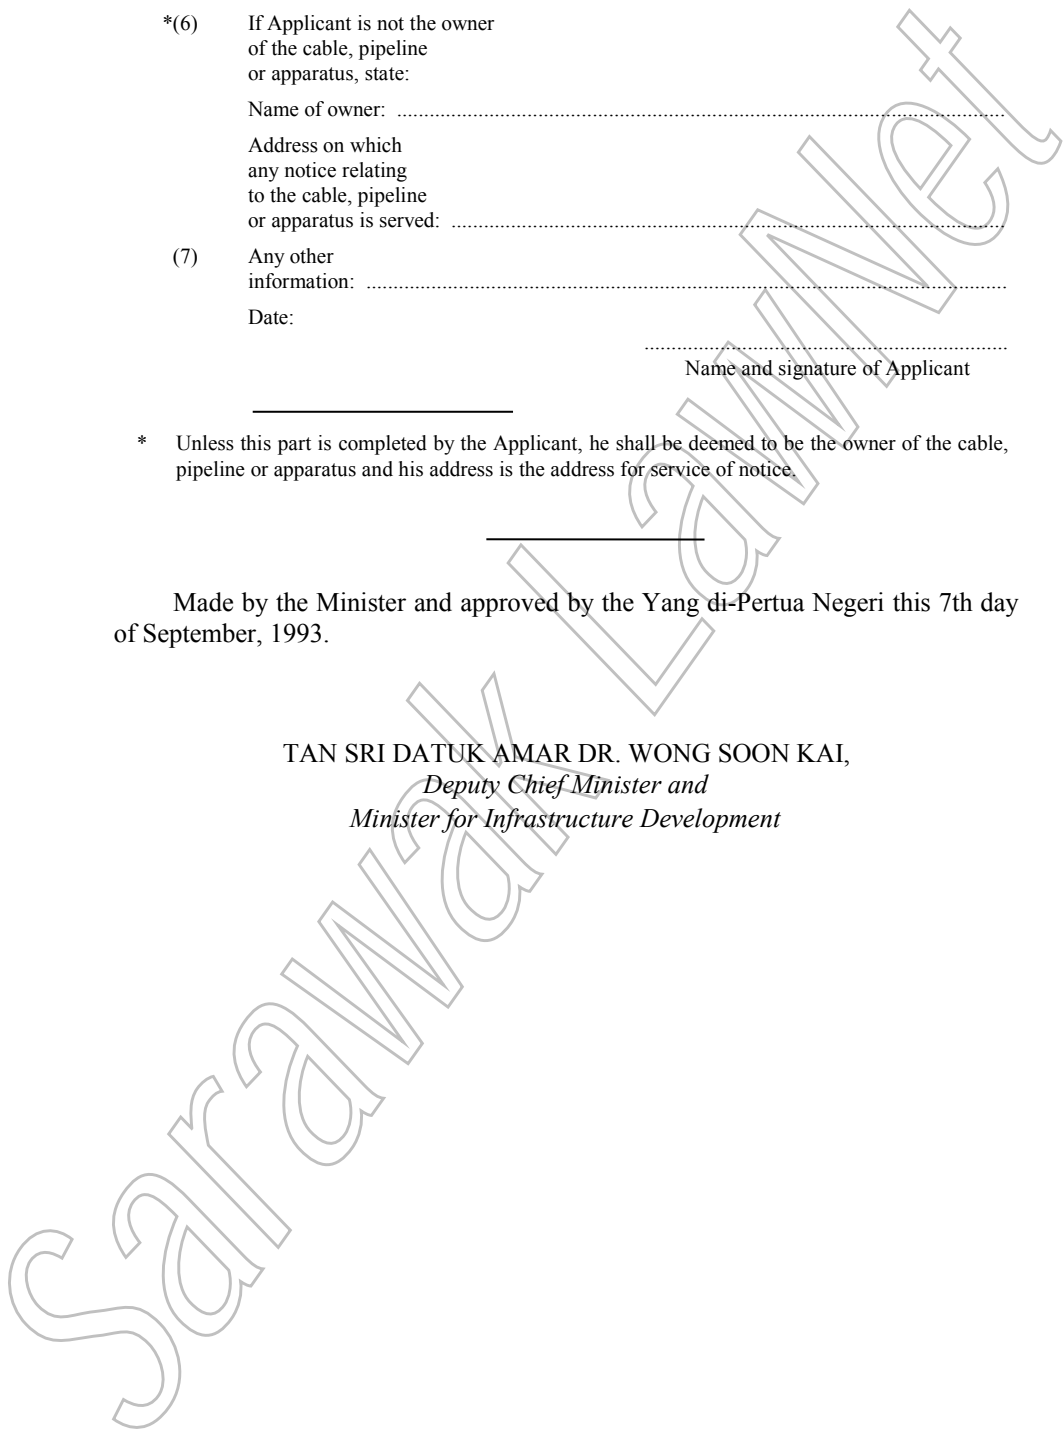 *(6) If Applicant is not the owner
of the cable, pipeline
or apparatus, state:
Name of owner: ..........................................................................................................
Address on which
any notice relating
to the cable, pipeline
or apparatus is served: ................................................................................................
(7) Any other
information: ................................................................................................................
Date:
................................................................
Name and signature of Applicant
* Unless this part is completed by the Applicant, he shall be deemed to be the owner of the cable,
pipeline or apparatus and his address is the address for service of notice.
Made by the Minister and approved by the Yang di-Pertua Negeri this 7th day
of September, 1993.
TAN SRI DATUK AMAR DR. WONG SOON KAI,
Deputy Chief Minister and
Minister for Infrastructure Development
Sarawak LawNet